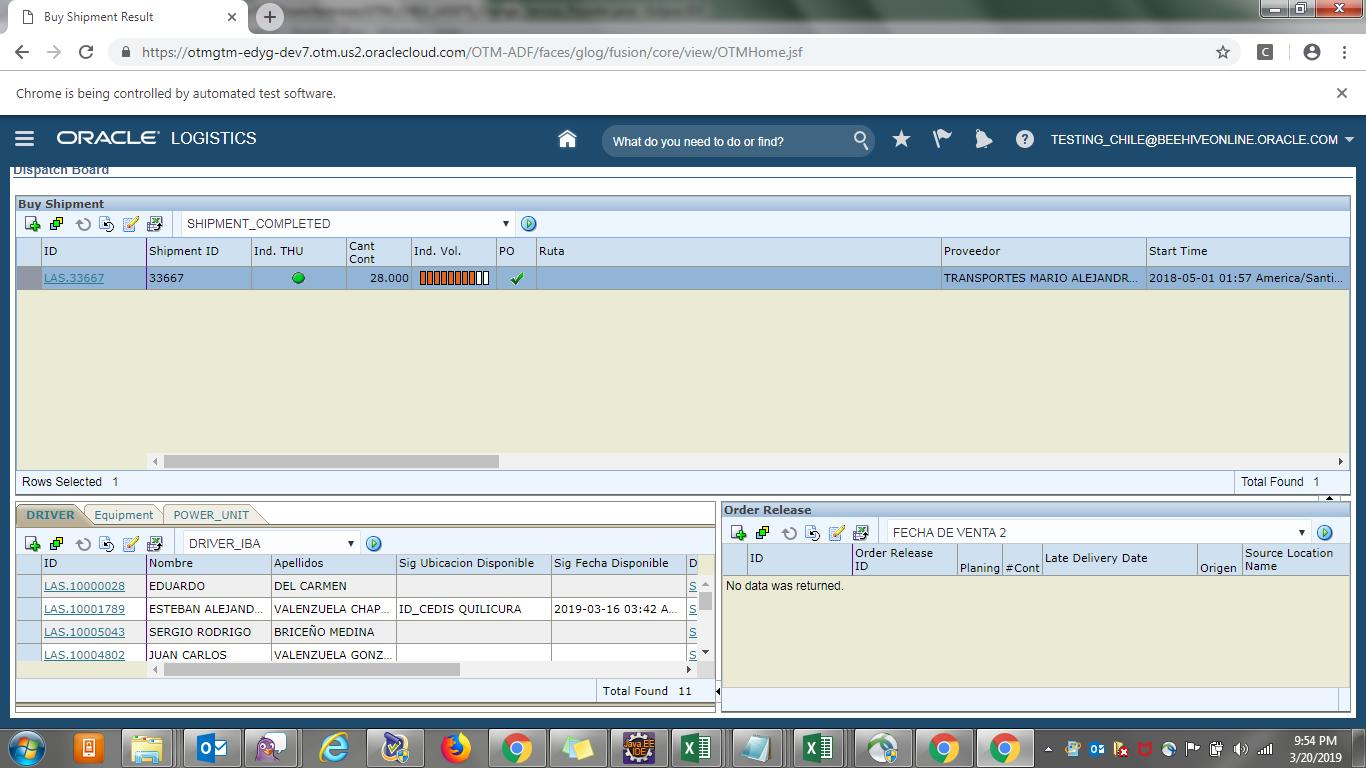 Buy Shipment Result
https://otmgtm-edyg-dev7.otm.us2.oraclecloud.com/OTM-ADF/faces/glog/fusion/core/view/OTMHome.jsf
C
Chrome is being controlled by automated test software.
ORACLE LOGISTICS
What do you need to do or find?
TESTING_CHILE@BEEHIVEONLINE.ORACLE.COM
Dispatch Board
Buy Shipment
SHIPMENT_COMPLETED
ID Shipment ID Ind. THU Cant Cont Ind. Vol. PO Ruta Proveedor Start Time
LAS.33667 33667 28.000 TRANSPORTES MARIO ALEJANDR... 2018-05-01 01:57 America/Santi...
Rows Selected 1 Total Found 1
DRIVER Equipment POWER_UNIT
DRIVER_IBA
ID Nombre Apellidos Sig Ubicacion Disponible Sig Fecha Disponible D
LAS.10000028 EDUARDO DEL CARMEN S
LAS.10001789 ESTEBAN ALEJAND... VALENZUELA CHAP... ID_CEDIS QUILICURA 2019-03-16 03:42 A... S
LAS.10005043 SERGIO RODRIGO BRICEÑO MEDINA S
LAS.10004802 JUAN CARLOS VALENZUELA GONZ... S
Total Found 11
Order Release
FECHA DE VENTA 2
ID Order Release ID Planing #Cont Late Delivery Date Origen Source Location Name
No data was returned.
Java EE
IDE
9:54 PM
3/20/2019